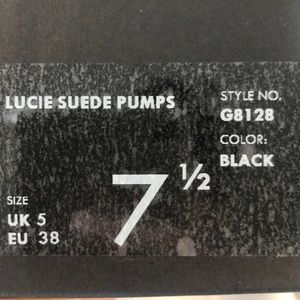 LUCIE SUEDE PUMPS
STYLE NO.
G8128
COLOR:
BLACK
SIZE
UK 5
EU 38
7 1/2